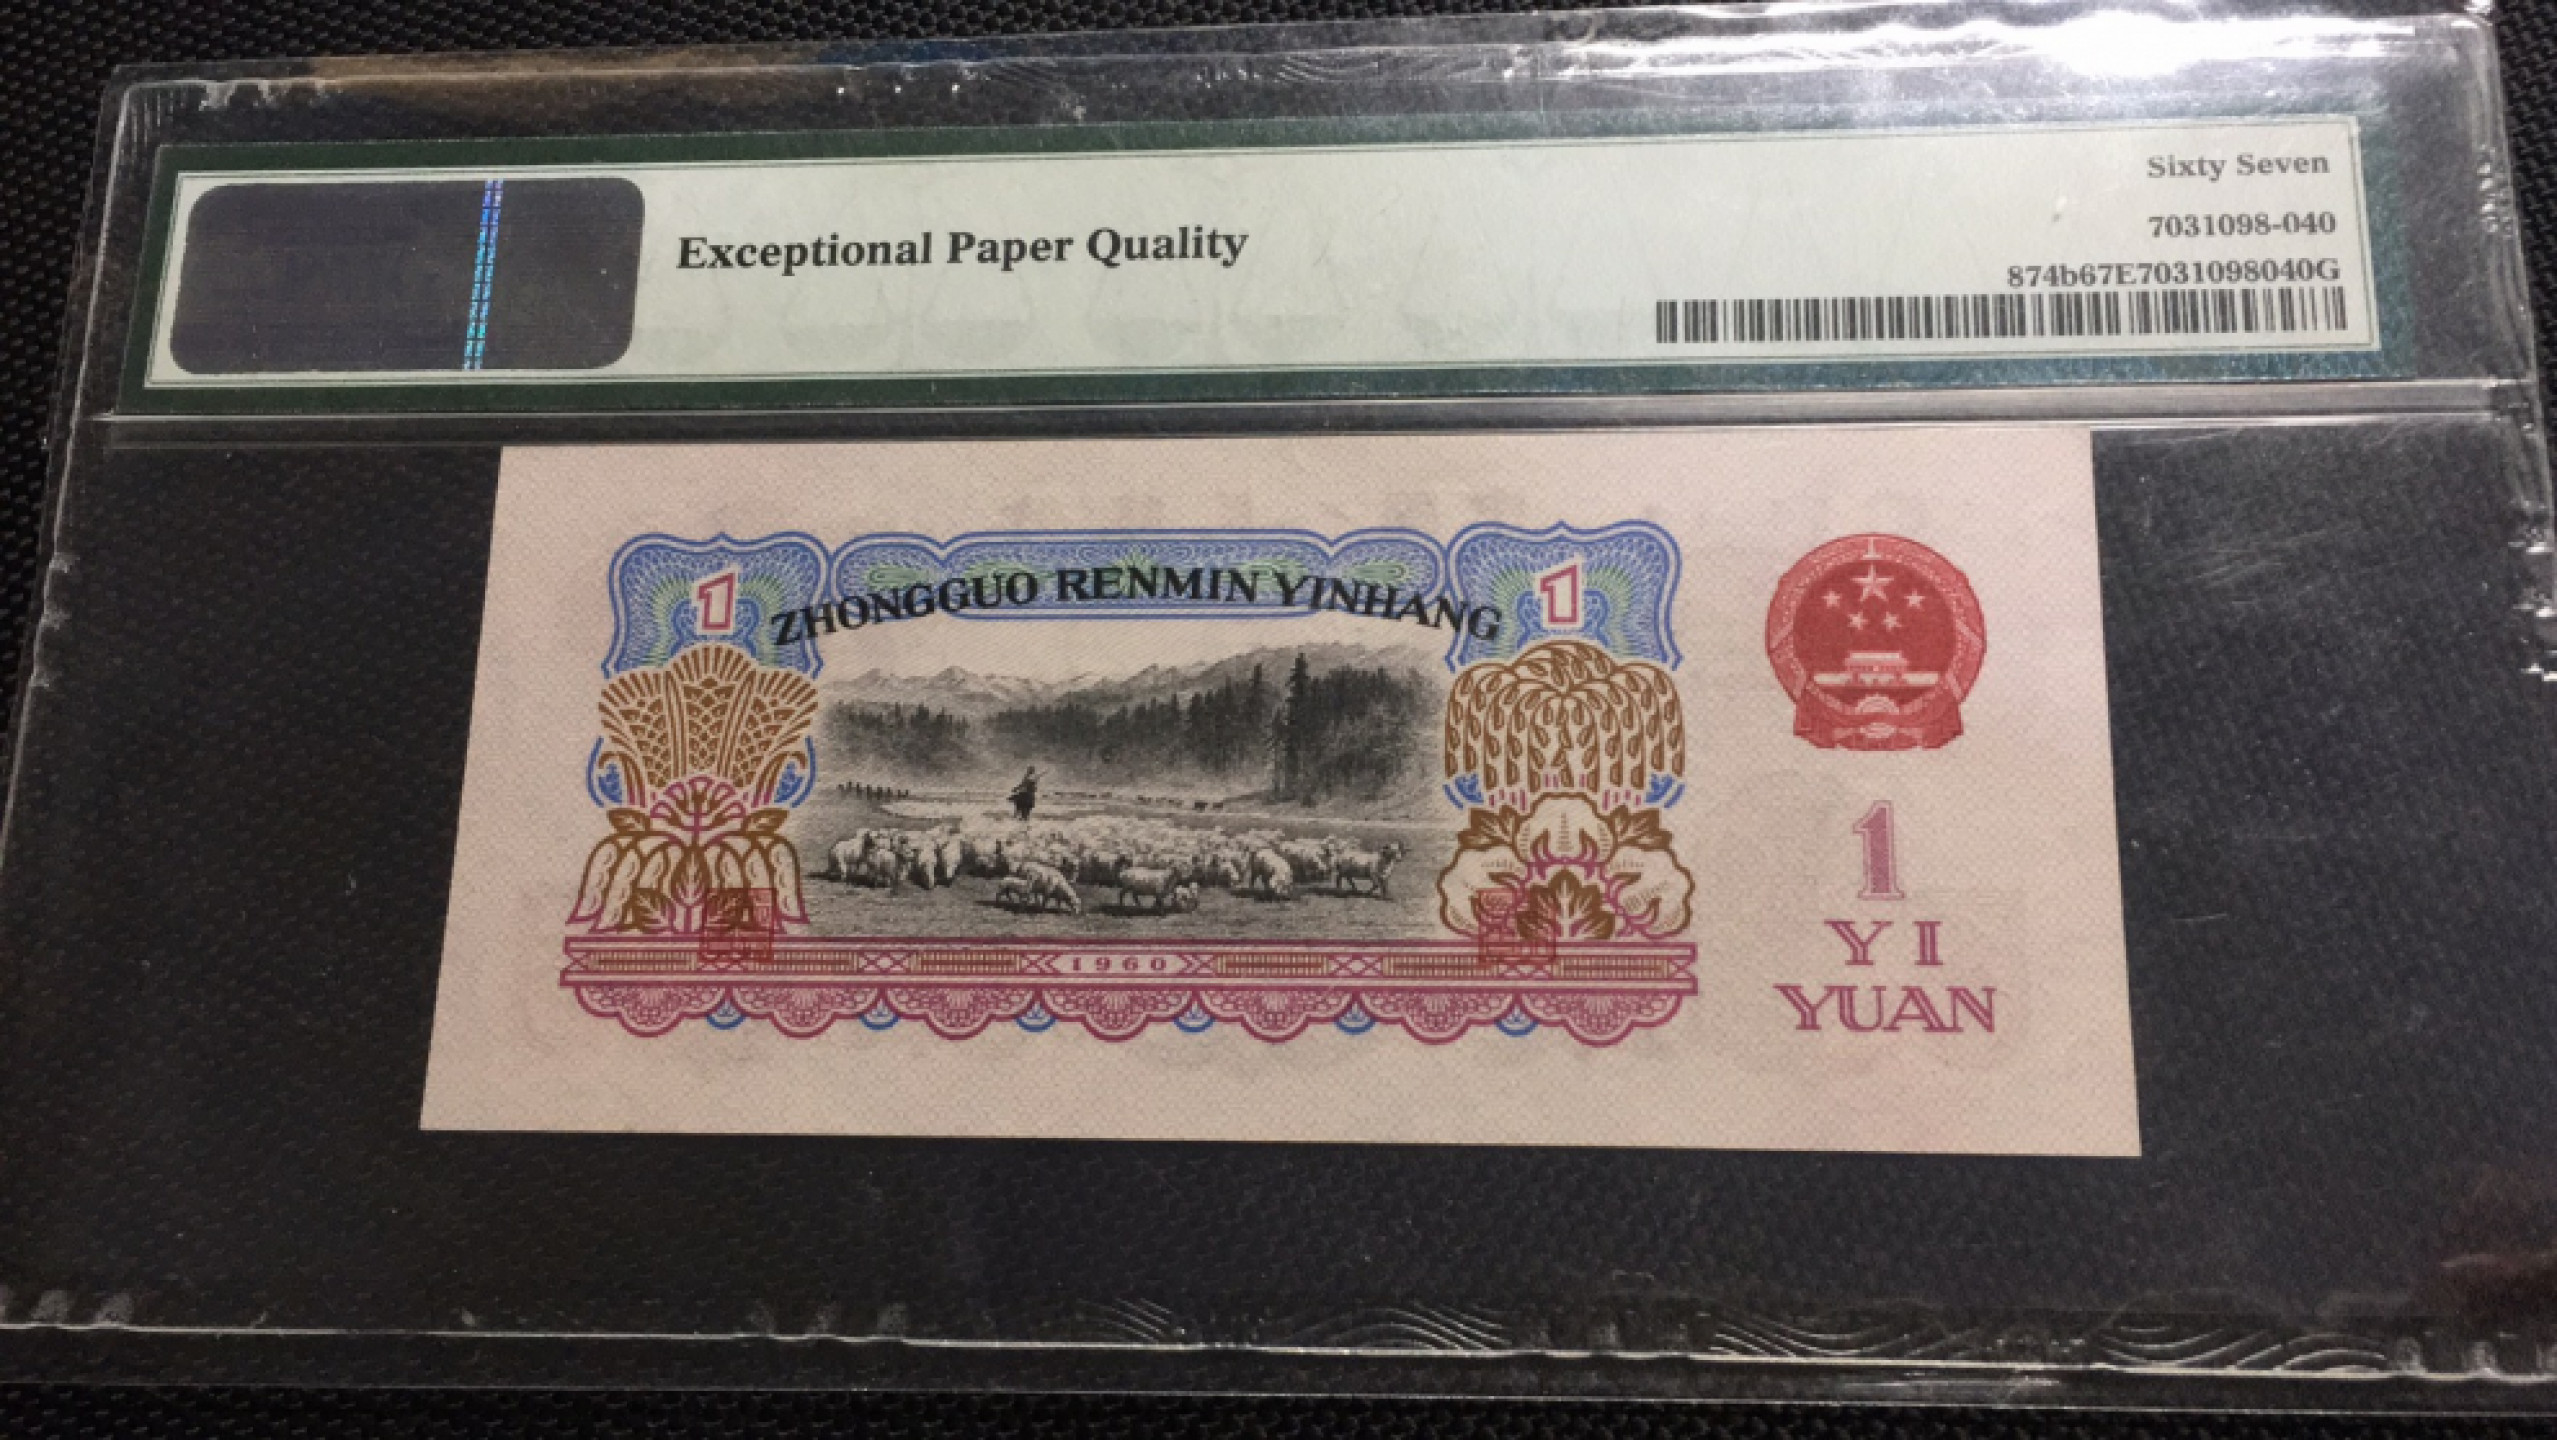 Sixty Seven
Exceptional Paper Quality
7031098-040
874b67E7031098040G
1 1
ZHONGGUO RENMIN YINHANG
1
YI
YUAN
1960